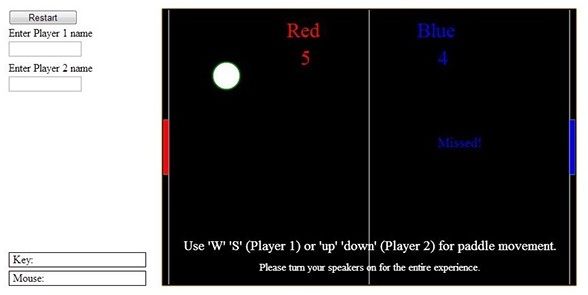 Restart
Enter Player 1 name
Enter Player 2 name
Red
Blue
5
4
Missed!
Use 'W' 'S' (Player 1) or 'up' 'down' (Player 2) for paddle movement.
Please turn your speakers on for the entire experience.
Key:
Mouse: